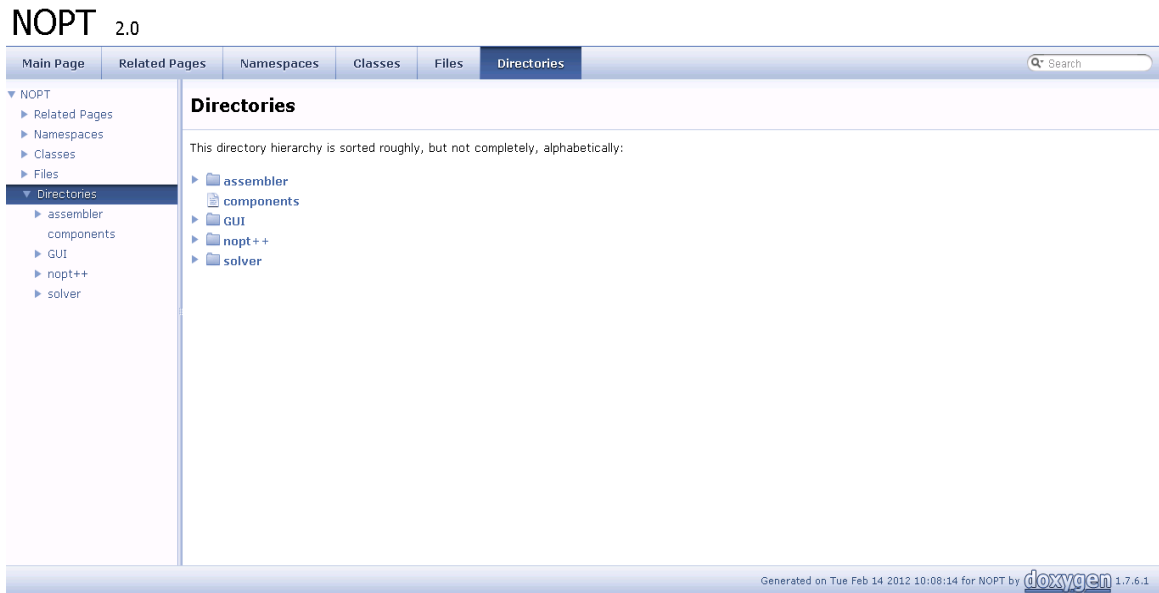 NOPT 2.0
Main Page Related Pages Namespaces Classes Files Directories Search
NOPT
Related Pages
Namespaces
Classes
Files
Directories
assembler
components
GUI
nopt++
solver
Directories
This directory hierarchy is sorted roughly, but not completely, alphabetically:
assembler
components
GUI
nopt++
solver
Generated on Tue Feb 14 2012 10:08:14 for NOPT by doxygen 1.7.6.1